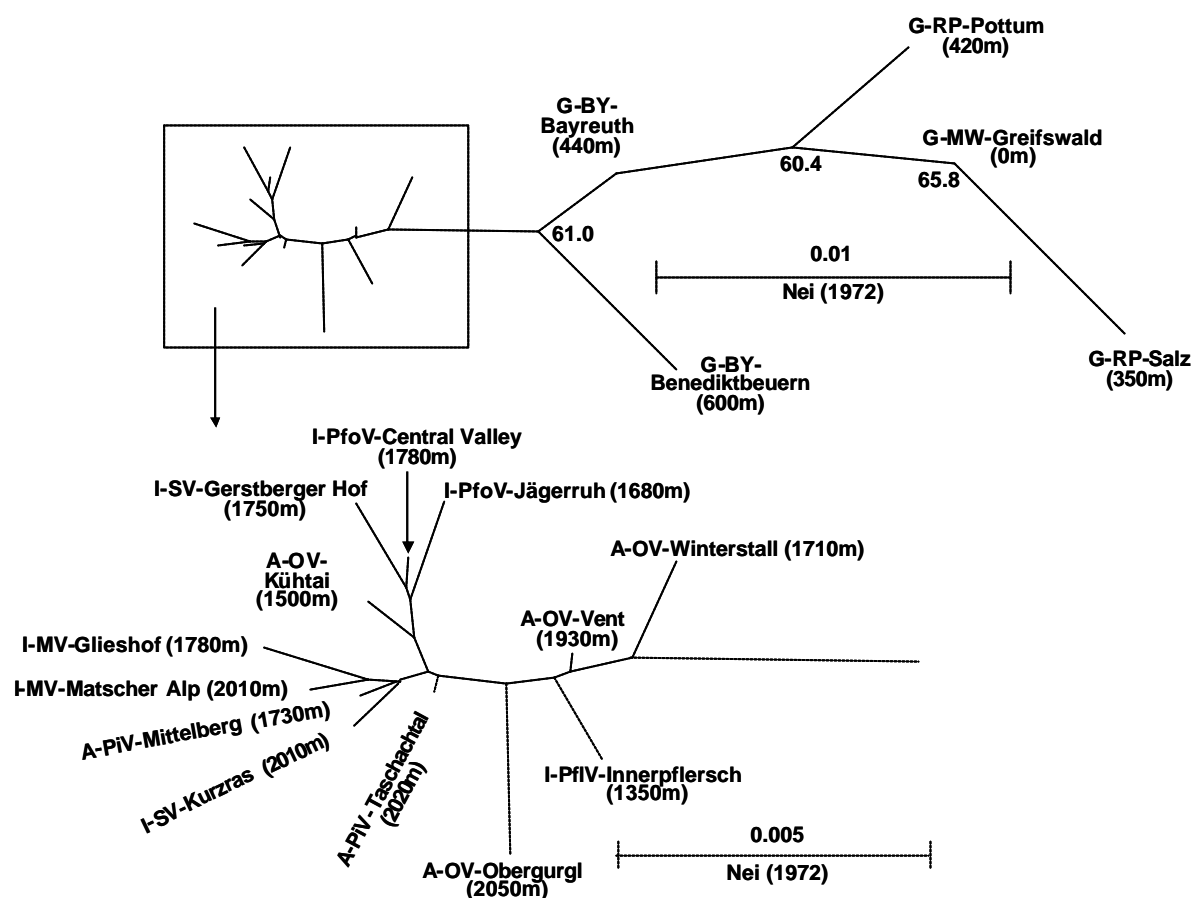 G-RP-Pottum
(420m)
G-BY-
Bayreuth
(440m)
G-MW-Greifswald
(0m)
60.4
65.8
61.0
0.01
Nei (1972)
G-BY-
Benediktbeuern
(600m)
G-RP-Salz
(350m)
I-PfoV-Central Valley
(1780m)
I-SV-Gerstberger Hof
(1750m)
I-PfoV-Jägerruh (1680m)
A-OV-
Kühtai
(1500m)
A-OV-Winterstall (1710m)
A-OV-Vent
(1930m)
I-MV-Glieshof (1780m)
I-MV-Matscher Alp (2010m)
A-PiV-Mittelberg (1730m)
I-SV-Kurzras (2010m)
A-PiV-Taschachtal
(2020m)
I-PflV-Innerpflersch
(1350m)
A-OV-Obergurgl
(2050m)
0.005
Nei (1972)